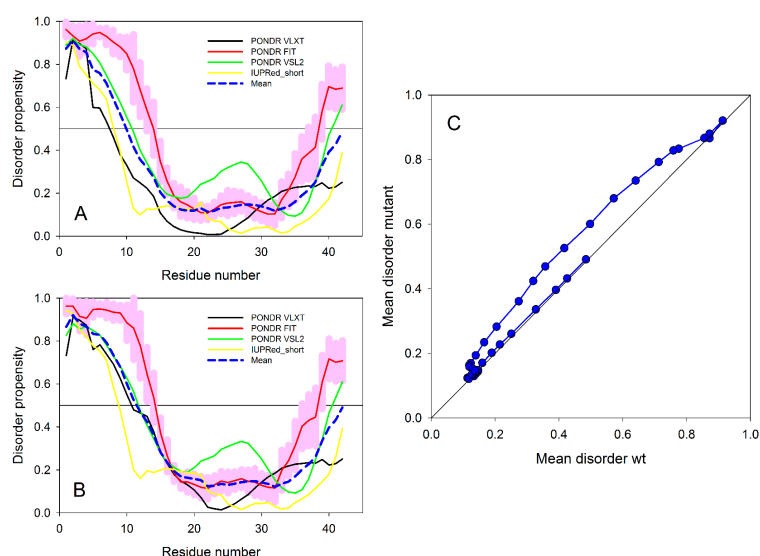 1.0
0.8
0.6
0.4
0.2
0.0
Disorder propensity
PONDR VLXT
PONDR FIT
PONDR VSL2
IUPRed_short
Mean
A
0 10 20 30 40
Residue number
1.0
0.8
0.6
0.4
0.2
0.0
Disorder propensity
PONDR VLXT
PONDR FIT
PONDR VSL2
IUPRed_short
Mean
B
0 10 20 30 40
Residue number
1.0
0.8
0.6
0.4
0.2
0.0
Mean disorder mutant
C
0.0 0.2 0.4 0.6 0.8 1.0
Mean disorder wt